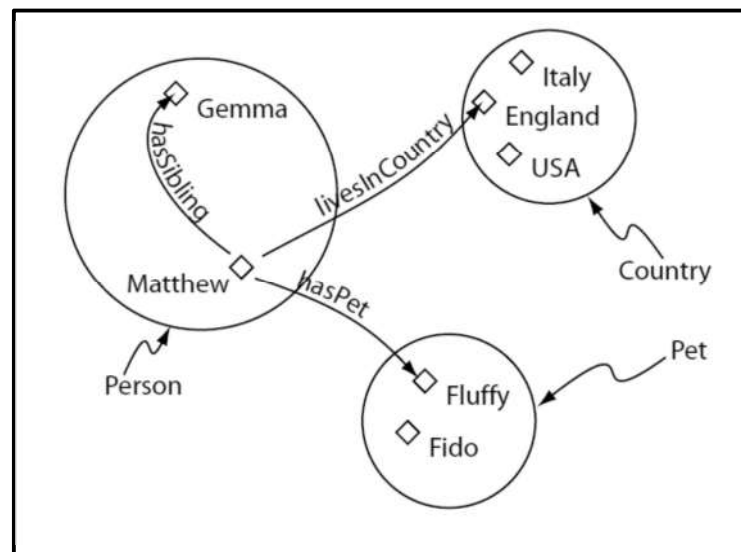 Italy
Gemma
England
hasSibling
livesInCountry
USA
Matthew
hasPet
Country
Person
Pet
Fluffy
Fido